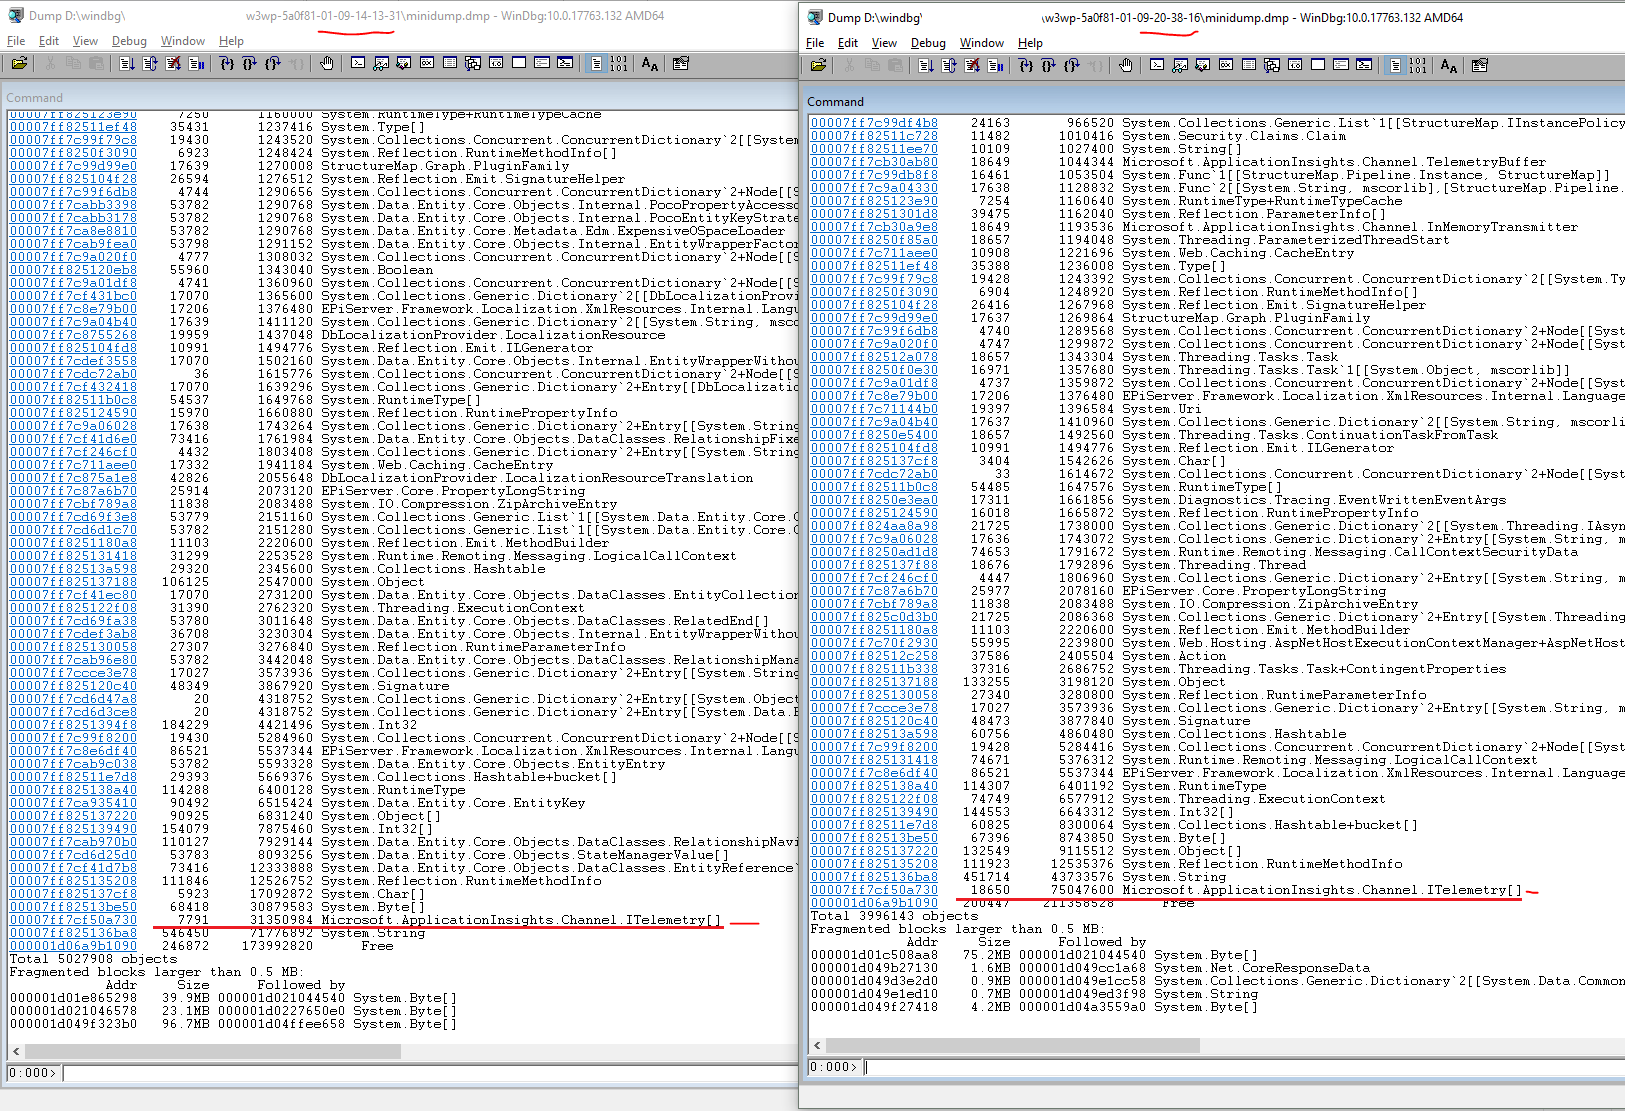 Dump D:\windbg\ w3wp-5a0f81-01-09-14-13-31\minidump.dmp - WinDbg:10.0.17763.132 AMD64
File Edit View Debug Window Help
Command
00007ff825123e90 7250 1160000 System.RuntimeType+RuntimeTypeCache
00007ff82511ef48 35431 1237416 System.Type[]
00007ff7c99f79c8 19430 1243520 System.Collections.Concurrent.ConcurrentDictionary`2[[System
00007ff8250f3090 6923 1248424 System.Reflection.RuntimeMethodInfo[]
00007ff7c99d99e0 17639 1270008 StructureMap.Graph.PluginFamily
00007ff825104f28 26594 1276512 System.Reflection.Emit.SignatureHelper
00007ff7c99f6db8 4744 1290656 System.Collections.Concurrent.ConcurrentDictionary`2+Node[[S
00007ff7cabb3398 53782 1290768 System.Data.Entity.Core.Objects.Internal.PocoPropertyAccesso
00007ff7cabb3178 53782 1290768 System.Data.Entity.Core.Objects.Internal.PocoEntityKeyStrate
00007ff7ca8e8810 53782 1290768 System.Data.Entity.Core.Metadata.Edm.ExpensiveOSpaceLoader
00007ff7cab9fea0 53798 1291152 System.Data.Entity.Core.Objects.Internal.EntityWrapperFactor
00007ff7c9a020f0 4777 1308032 System.Collections.Concurrent.ConcurrentDictionary`2+Node[[S
00007ff825120eb8 55960 1343040 System.Boolean
00007ff7c9a01df8 4741 1360960 System.Collections.Concurrent.ConcurrentDictionary`2+Node[[S
00007ff7cf431bc0 17070 1365600 System.Collections.Generic.Dictionary`2[[DbLocalizationProvi
00007ff7c8e79b00 17206 1376480 EPiServer.Framework.Localization.XmlResources.Internal.Langu
00007ff7c9a04b40 17639 1411120 System.Collections.Generic.Dictionary`2[[System.String, msco
00007ff7c8755268 19959 1437048 DbLocalizationProvider.LocalizationResource
00007ff825104fd8 10991 1494776 System.Reflection.Emit.ILGenerator
00007ff7cdef3558 17070 1502160 System.Data.Entity.Core.Objects.Internal.EntityWrapperWithou
00007ff7cdc72ab0 36 1615776 System.Collections.Concurrent.ConcurrentDictionary`2+Node[[S
00007ff7cf432418 17070 1639296 System.Collections.Generic.Dictionary`2+Entry[[DbLocalizatio
00007ff82511b0c8 54537 1649768 System.RuntimeType[]
00007ff825124590 15970 1660880 System.Reflection.RuntimePropertyInfo
00007ff7c9a06028 17638 1743264 System.Collections.Generic.Dictionary`2+Entry[[System.String
00007ff7cf41d6e0 73416 1761984 System.Data.Entity.Core.Objects.DataClasses.RelationshipFixe
00007ff7cf246cf0 4432 1803408 System.Collections.Generic.Dictionary`2+Entry[[System.String
00007ff7c711aee0 17332 1941184 System.Web.Caching.CacheEntry
00007ff7c875a1e8 42826 2055648 DbLocalizationProvider.LocalizationResourceTranslation
00007ff7c87a6b70 25914 2073120 EPiServer.Core.PropertyLongString
00007ff7cbf789a8 11838 2083488 System.IO.Compression.ZipArchiveEntry
00007ff7cd69f3e8 53779 2151160 System.Collections.Generic.List`1[[System.Data.Entity.Core.O
00007ff7cd6d1c70 53782 2151280 System.Collections.Generic.List`1[[System.Data.Entity.Core.O
00007ff8251180a8 11103 2220600 System.Reflection.Emit.MethodBuilder
00007ff825131418 31299 2253528 System.Runtime.Remoting.Messaging.LogicalCallContext
00007ff82513a598 29320 2345600 System.Collections.Hashtable
00007ff825137188 106125 2547000 System.Object
00007ff7cf41ec80 17070 2731200 System.Data.Entity.Core.Objects.DataClasses.EntityCollection
00007ff825122f08 31390 2762320 System.Threading.ExecutionContext
00007ff7cd69fa38 53780 3011648 System.Data.Entity.Core.Objects.DataClasses.RelatedEnd[]
00007ff7cdef3ab8 36708 3230304 System.Data.Entity.Core.Objects.Internal.EntityWrapperWithou
00007ff825130058 27307 3276840 System.Reflection.RuntimeParameterInfo
00007ff7cab96e80 53782 3442048 System.Data.Entity.Core.Objects.DataClasses.RelationshipMana
00007ff7ccce3e78 17027 3573936 System.Collections.Generic.Dictionary`2+Entry[[System.String
00007ff825120c40 48349 3867920 System.Signature
00007ff7cd6d47a8 20 4318752 System.Collections.Generic.Dictionary`2+Entry[[System.Object
00007ff7cd6d3ce8 20 4318752 System.Collections.Generic.Dictionary`2+Entry[[System.Data.E
00007ff8251394f8 184229 4421496 System.Int32
00007ff7c99f8200 19430 5284960 System.Collections.Concurrent.ConcurrentDictionary`2+Node[[S
00007ff7c8e6df40 86521 5537344 EPiServer.Framework.Localization.XmlResources.Internal.Langu
00007ff7cab9c038 53782 5593328 System.Data.Entity.Core.Objects.EntityEntry
00007ff82511e7d8 29393 5669376 System.Collections.Hashtable+bucket[]
00007ff825138a40 114288 6400128 System.RuntimeType
00007ff7ca935410 90492 6515424 System.Data.Entity.Core.EntityKey
00007ff825137220 90925 6831240 System.Object[]
00007ff825139490 154079 7875460 System.Int32[]
00007ff7cab970b0 110127 7929144 System.Data.Entity.Core.Objects.DataClasses.RelationshipNavi
00007ff7cd6d25d0 53783 8093256 System.Data.Entity.Core.Objects.StateManagerValue[]
00007ff7cf41d7b8 73416 12333888 System.Data.Entity.Core.Objects.DataClasses.EntityReference`
00007ff825135208 111846 12526752 System.Reflection.RuntimeMethodInfo
00007ff825137cf8 5923 17092872 System.Char[]
00007ff82513be50 68418 30879583 System.Byte[]
00007ff7cf50a730 7791 31350984 Microsoft.ApplicationInsights.Channel.ITelemetry[]
00007ff825136ba8 546450 71776892 System.String
000001d06a9b1090 246872 173992820 Free
Total 5027908 objects
Fragmented blocks larger than 0.5 MB:
Addr Size Followed by
000001d01e865298 39.9MB 000001d021044540 System.Byte[]
000001d021046578 23.1MB 000001d0227650e0 System.Byte[]
000001d049f323b0 96.7MB 000001d04ffee658 System.Byte[]
0:000>
Dump D:\windbg\ \w3wp-5a0f81-01-09-20-38-16\minidump.dmp - WinDbg:10.0.17763.132 AMD64
File Edit View Debug Window Help
Command
00007ff7c99df4b8 24163 966520 System.Collections.Generic.List`1[[StructureMap.IInstancePolicy
00007ff82511c728 11482 1010416 System.Security.Claims.Claim
00007ff82511ee70 10109 1027400 System.String[]
00007ff7cb30ab80 18649 1044344 Microsoft.ApplicationInsights.Channel.TelemetryBuffer
00007ff7c99db8f8 16461 1053504 System.Func`1[[StructureMap.Pipeline.Instance, StructureMap]]
00007ff7c9a04330 17638 1128832 System.Func`2[[System.String, mscorlib],[StructureMap.Pipeline.
00007ff825123e90 7254 1160640 System.RuntimeType+RuntimeTypeCache
00007ff8251301d8 39475 1162040 System.Reflection.ParameterInfo[]
00007ff7cb30a9e8 18649 1193536 Microsoft.ApplicationInsights.Channel.InMemoryTransmitter
00007ff8250f85a0 18657 1194048 System.Threading.ParameterizedThreadStart
00007ff7c711aee0 10908 1221696 System.Web.Caching.CacheEntry
00007ff82511ef48 35388 1236008 System.Type[]
00007ff7c99f79c8 19428 1243392 System.Collections.Concurrent.ConcurrentDictionary`2[[System.Ty
00007ff8250f3090 6904 1248920 System.Reflection.RuntimeMethodInfo[]
00007ff825104f28 26416 1267968 System.Reflection.Emit.SignatureHelper
00007ff7c99d99e0 17637 1269864 StructureMap.Graph.PluginFamily
00007ff7c99f6db8 4740 1289568 System.Collections.Concurrent.ConcurrentDictionary`2+Node[[Syst
00007ff7c9a020f0 4747 1299872 System.Collections.Concurrent.ConcurrentDictionary`2+Node[[Syst
00007ff82512a078 18657 1343304 System.Threading.Tasks.Task
00007ff8250f0e30 16971 1357680 System.Threading.Tasks.Task`1[[System.Object, mscorlib]]
00007ff7c9a01df8 4737 1359872 System.Collections.Concurrent.ConcurrentDictionary`2+Node[[Syst
00007ff7c8e79b00 17206 1376480 EPiServer.Framework.Localization.XmlResources.Internal.Language
00007ff7c71144b0 19397 1396584 System.Uri
00007ff7c9a04b40 17637 1410960 System.Collections.Generic.Dictionary`2[[System.String, mscorli
00007ff8250e5400 18657 1492560 System.Threading.Tasks.ContinuationTaskFromTask
00007ff825104fd8 10991 1494776 System.Reflection.Emit.ILGenerator
00007ff825137cf8 3404 1542626 System.Char[]
00007ff7cdc72ab0 33 1614672 System.Collections.Concurrent.ConcurrentDictionary`2+Node[[Syst
00007ff82511b0c8 54485 1647576 System.RuntimeType[]
00007ff8250e3ea0 17311 1661856 System.Diagnostics.Tracing.EventWrittenEventArgs
00007ff825124590 16018 1665872 System.Reflection.RuntimePropertyInfo
00007ff824aa8a98 21725 1738000 System.Collections.Generic.Dictionary`2[[System.Threading.IAsyn
00007ff7c9a06028 17636 1743072 System.Collections.Generic.Dictionary`2+Entry[[System.String, m
00007ff8250ad1d8 74653 1791672 System.Runtime.Remoting.Messaging.CallContextSecurityData
00007ff825137f88 18676 1792896 System.Threading.Thread
00007ff7cf246cf0 4447 1806960 System.Collections.Generic.Dictionary`2+Entry[[System.String, m
00007ff7c87a6b70 25977 2078160 EPiServer.Core.PropertyLongString
00007ff7cbf789a8 11838 2083488 System.IO.Compression.ZipArchiveEntry
00007ff825c0d3b0 21725 2086368 System.Collections.Generic.Dictionary`2+Entry[[System.Threading
00007ff8251180a8 11103 2220600 System.Reflection.Emit.MethodBuilder
00007ff7c70f2930 55995 2239800 System.Web.Hosting.AspNetHostExecutionContextManager+AspNetHost
00007ff82512c258 37586 2405504 System.Action
00007ff82511b338 37316 2686752 System.Threading.Tasks.Task+ContingentProperties
00007ff825137188 133255 3198120 System.Object
00007ff825130058 27340 3280800 System.Reflection.RuntimeParameterInfo
00007ff7ccce3e78 17027 3573936 System.Collections.Generic.Dictionary`2+Entry[[System.String, m
00007ff825120c40 48473 3877840 System.Signature
00007ff82513a598 60756 4860480 System.Collections.Hashtable
00007ff7c99f8200 19428 5284416 System.Collections.Concurrent.ConcurrentDictionary`2+Node[[Syst
00007ff825131418 74671 5376312 System.Runtime.Remoting.Messaging.LogicalCallContext
00007ff7c8e6df40 86521 5537344 EPiServer.Framework.Localization.XmlResources.Internal.Language
00007ff825138a40 114307 6401192 System.RuntimeType
00007ff825122f08 74749 6577912 System.Threading.ExecutionContext
00007ff825139490 144553 6643312 System.Int32[]
00007ff82511e7d8 60825 8300064 System.Collections.Hashtable+bucket[]
00007ff82513be50 67396 8743850 System.Byte[]
00007ff825137220 132549 9115512 System.Object[]
00007ff825135208 111923 12535376 System.Reflection.RuntimeMethodInfo
00007ff825136ba8 451714 43733576 System.String
00007ff7cf50a730 18650 75047600 Microsoft.ApplicationInsights.Channel.ITelemetry[]
000001d06a9b1090 200447 211358528 Free
Total 3996143 objects
Fragmented blocks larger than 0.5 MB:
Addr Size Followed by
000001d01c508aa8 75.2MB 000001d021044540 System.Byte[]
000001d049b27130 1.6MB 000001d049cc1a68 System.Net.CoreResponseData
000001d049d3e2d0 0.9MB 000001d049e1cc58 System.Collections.Generic.Dictionary`2[[System.Data.Common
000001d049e1ed10 0.7MB 000001d049ed3f98 System.String
000001d049f27418 4.2MB 000001d04a3559a0 System.Byte[]
0:000>